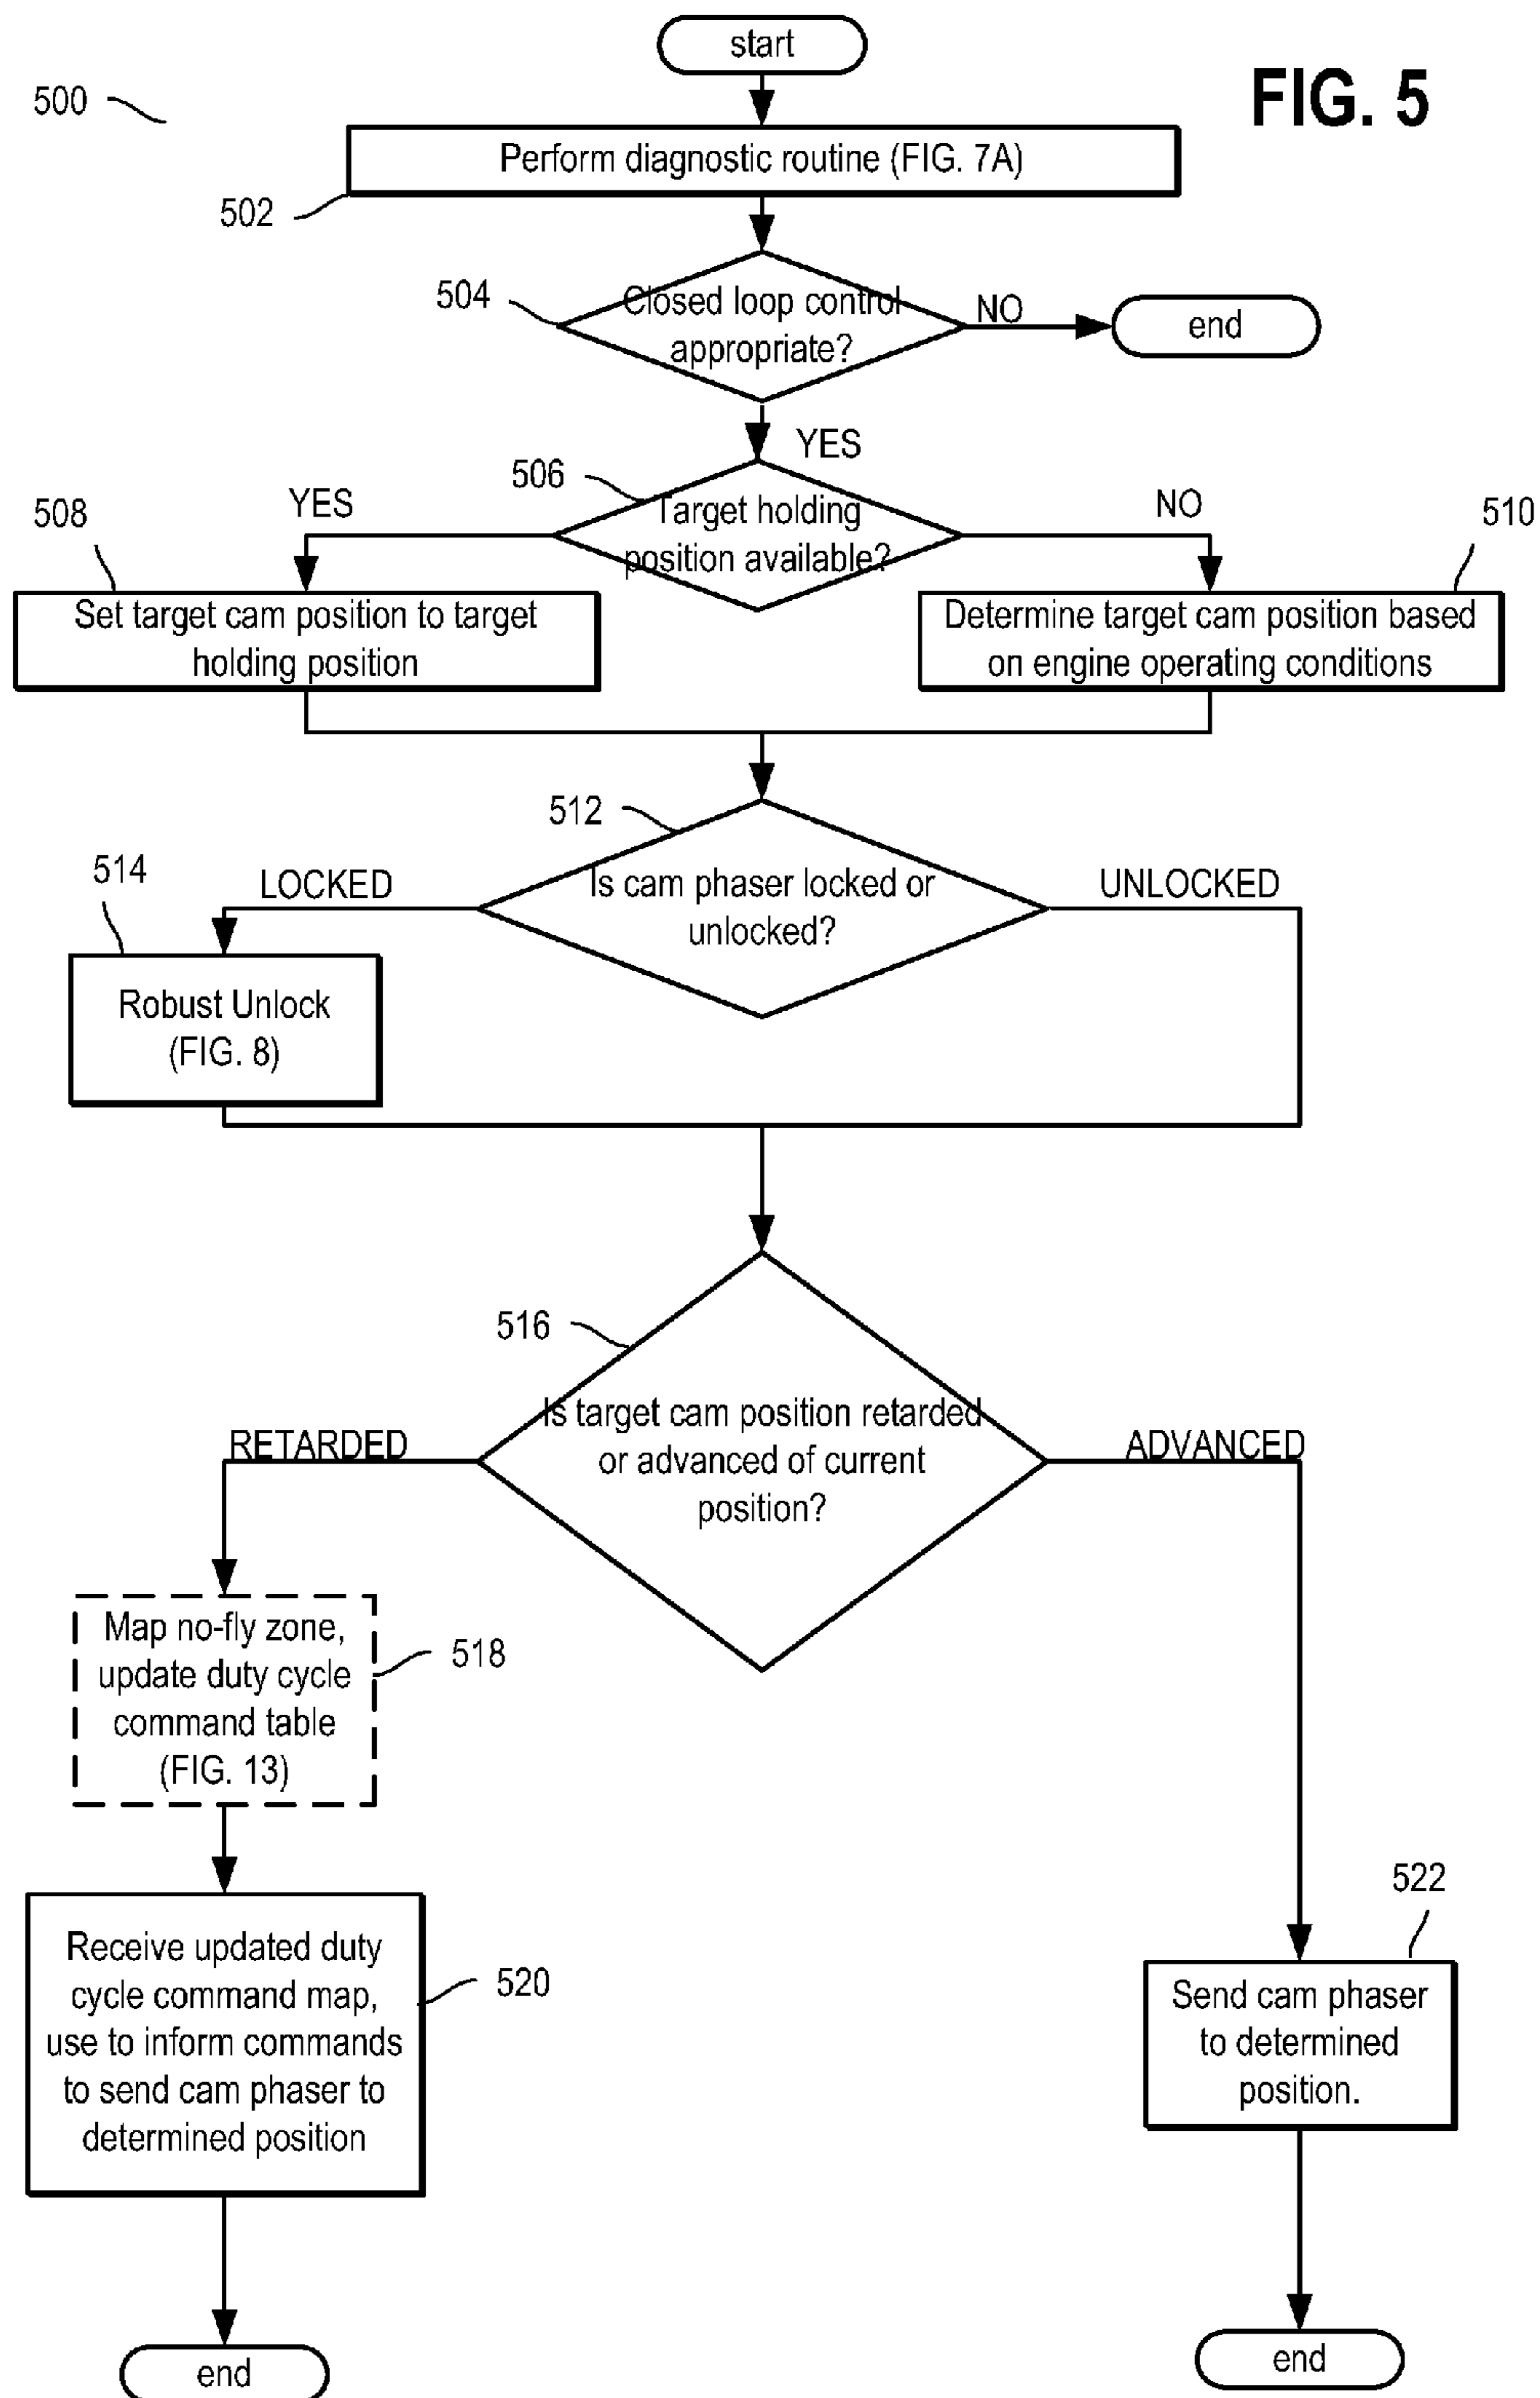 start
FIG. 5
500
Perform diagnostic routine (FIG. 7A)
502
504
Closed loop control
appropriate?
NO
end
YES
506
Target holding
position available?
YES
NO
508
510
Set target cam position to target
holding position
Determine target cam position based
on engine operating conditions
512
Is cam phaser locked or
unlocked?
LOCKED
UNLOCKED
514
Robust Unlock
(FIG. 8)
516
Is target cam position retarded
or advanced of current
position?
RETARDED
ADVANCED
Map no-fly zone,
update duty cycle
command table
(FIG. 13)
518
Receive updated duty
cycle command map,
use to inform commands
to send cam phaser to
determined position
520
522
Send cam phaser
to determined
position.
end
end